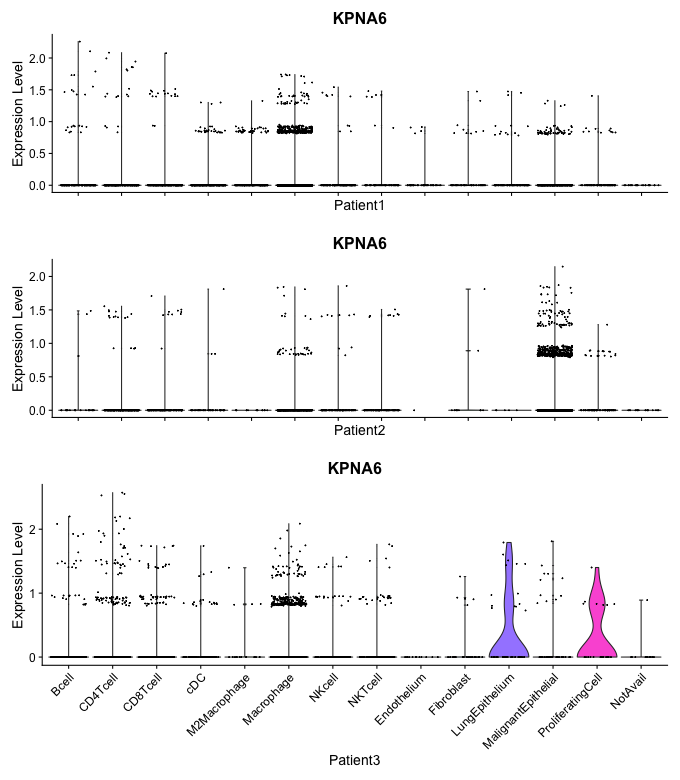 KPNA6
Expression Level
2.0
1.5
1.0
0.5
0.0
Patient1
KPNA6
Expression Level
2.0
1.5
1.0
0.5
0.0
Patient2
KPNA6
Expression Level
2
1
0
Bcell
CD4Tcell
CD8Tcell
cDC
M2Macrophage
Macrophage
NKcell
NKTcell
Endothelium
Fibroblast
LungEpithelium
MalignantEpithelial
ProliferatingCell
NotAvail
Patient3